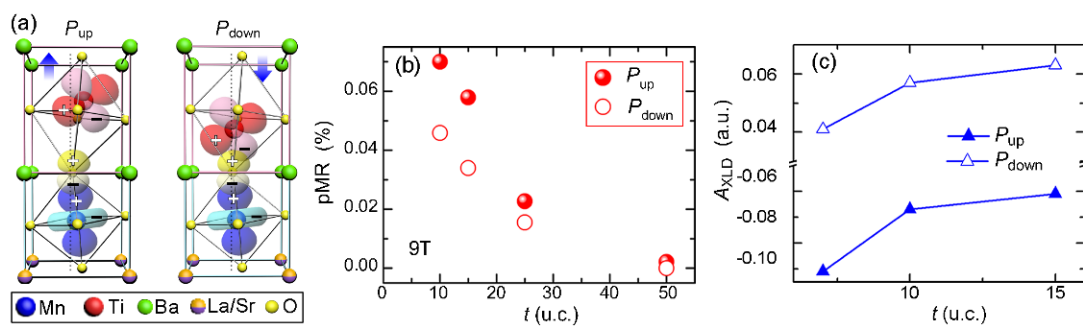 (a)
P_up
P_down
+
−
+
−
+
−
+
−
+
−
+
−
Mn Ti Ba La/Sr O
(b)
pMR (%)
0.06
0.04
0.02
0.00
P_up
P_down
9T
0 10 20 30 40 50
t (u.c.)
(c)
A_XLD (a.u.)
0.06
0.04
-0.06
-0.08
-0.10
P_up
P_down
10 15
t (u.c.)